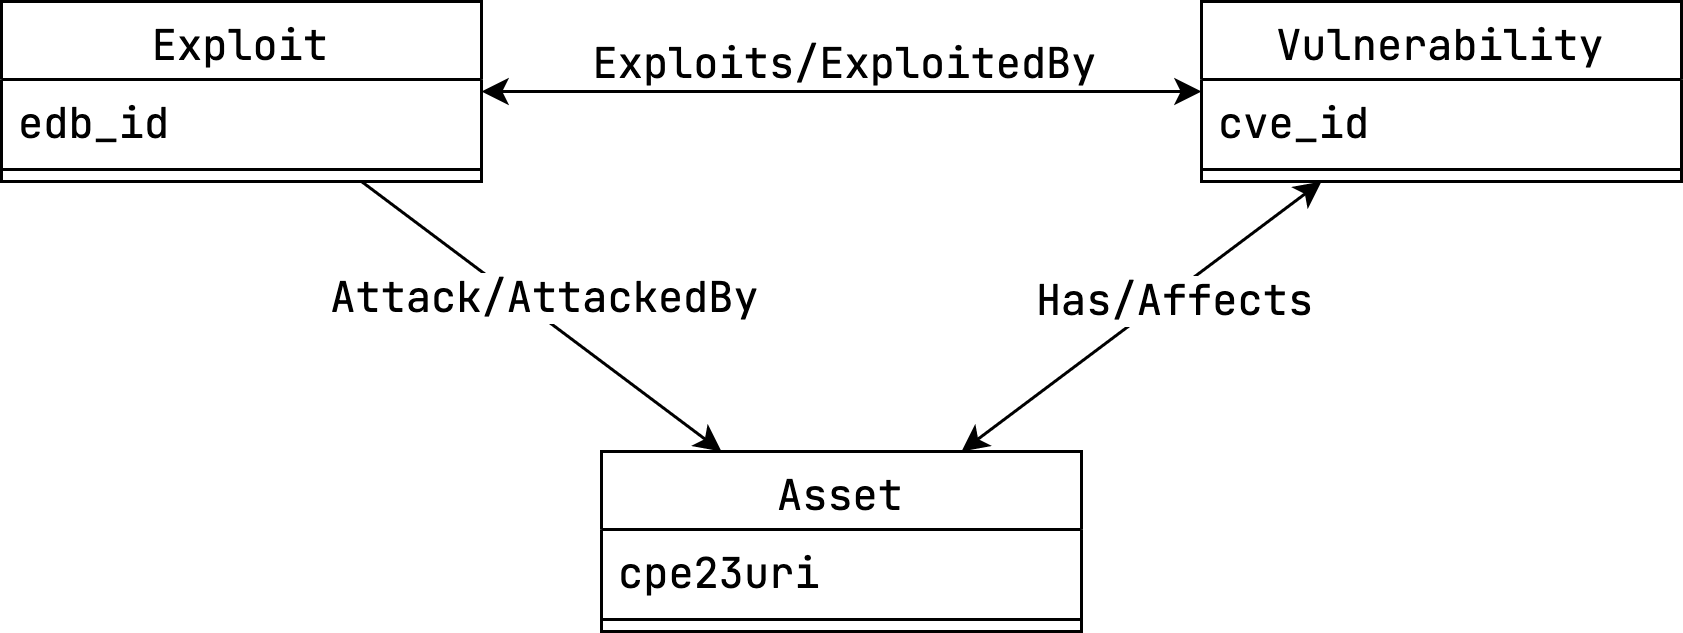 Exploit
edb_id
Exploits/ExploitedBy
Vulnerability
cve_id
Attack/AttackedBy
Has/Affects
Asset
cpe23uri